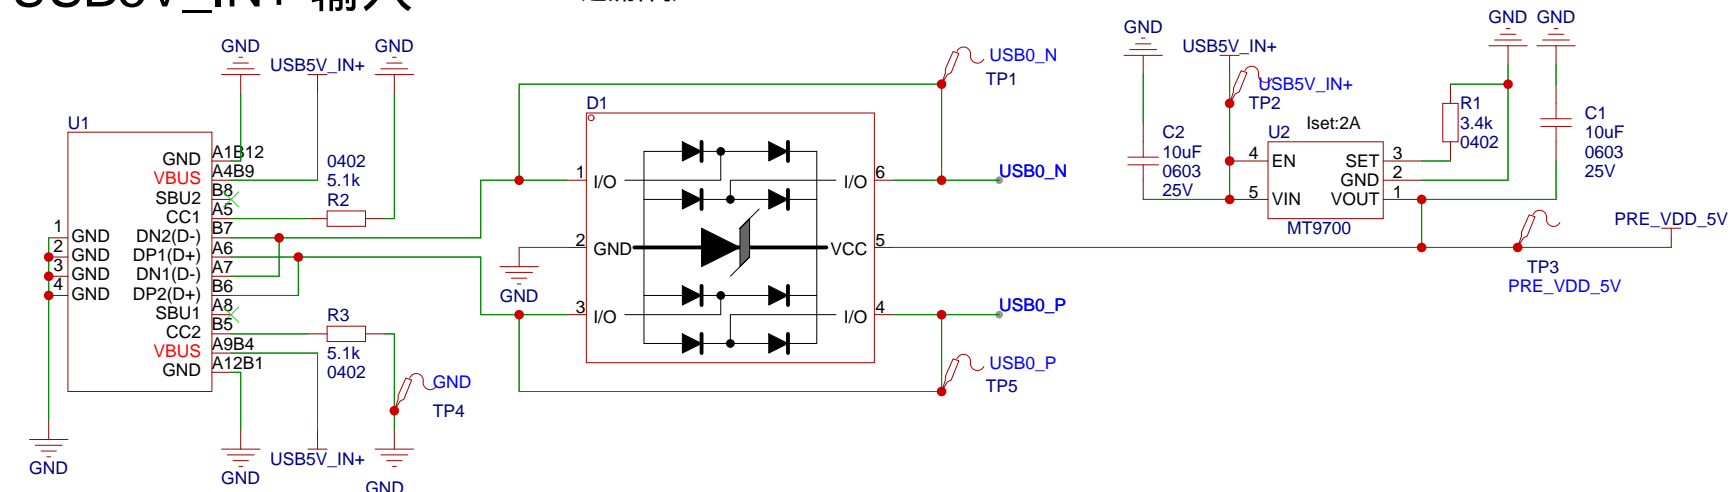 USB5V_IN+ 输入
GND
USB5V_IN+
GND
U1
GND
A1B12
VBUS
A4B9
SBU2
B8
CC1
A5
DN2(D-)
B7
DP1(D+)
A6
DN1(D-)
A7
DP2(D+)
B6
SBU1
A8
CC2
B5
VBUS
A9B4
GND
A12B1
1
GND
2
GND
3
GND
4
GND
GND
0402
5.1k
R2
R3
5.1k
0402
GND
TP4
GND
USB5V_IN+
GND
D1
1
I/O
2
GND
3
I/O
6
I/O
VCC
5
4
I/O
GND
USB0_N
TP1
USB0_N
USB0_P
USB0_P
TP5
GND
USB5V_IN+
USB5V_IN+
TP2
C2
10uF
0603
25V
U2
Iset:2A
4
EN
5
VIN
SET
3
GND
2
VOUT
1
MT9700
GND
GND
R1
3.4k
0402
C1
10uF
0603
25V
PRE_VDD_5V
TP3
PRE_VDD_5V